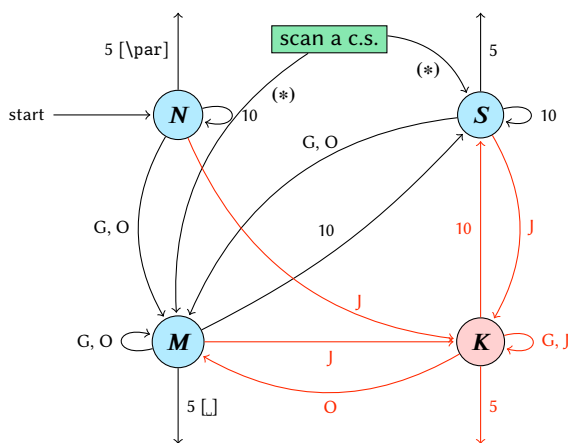 5 [\par]
scan a c.s.
5
(*)
(*)
start
N
10
S
10
G, O
G, O
10
J
10
J
G, O
M
J
K
G, J
O
5 [␣]
5